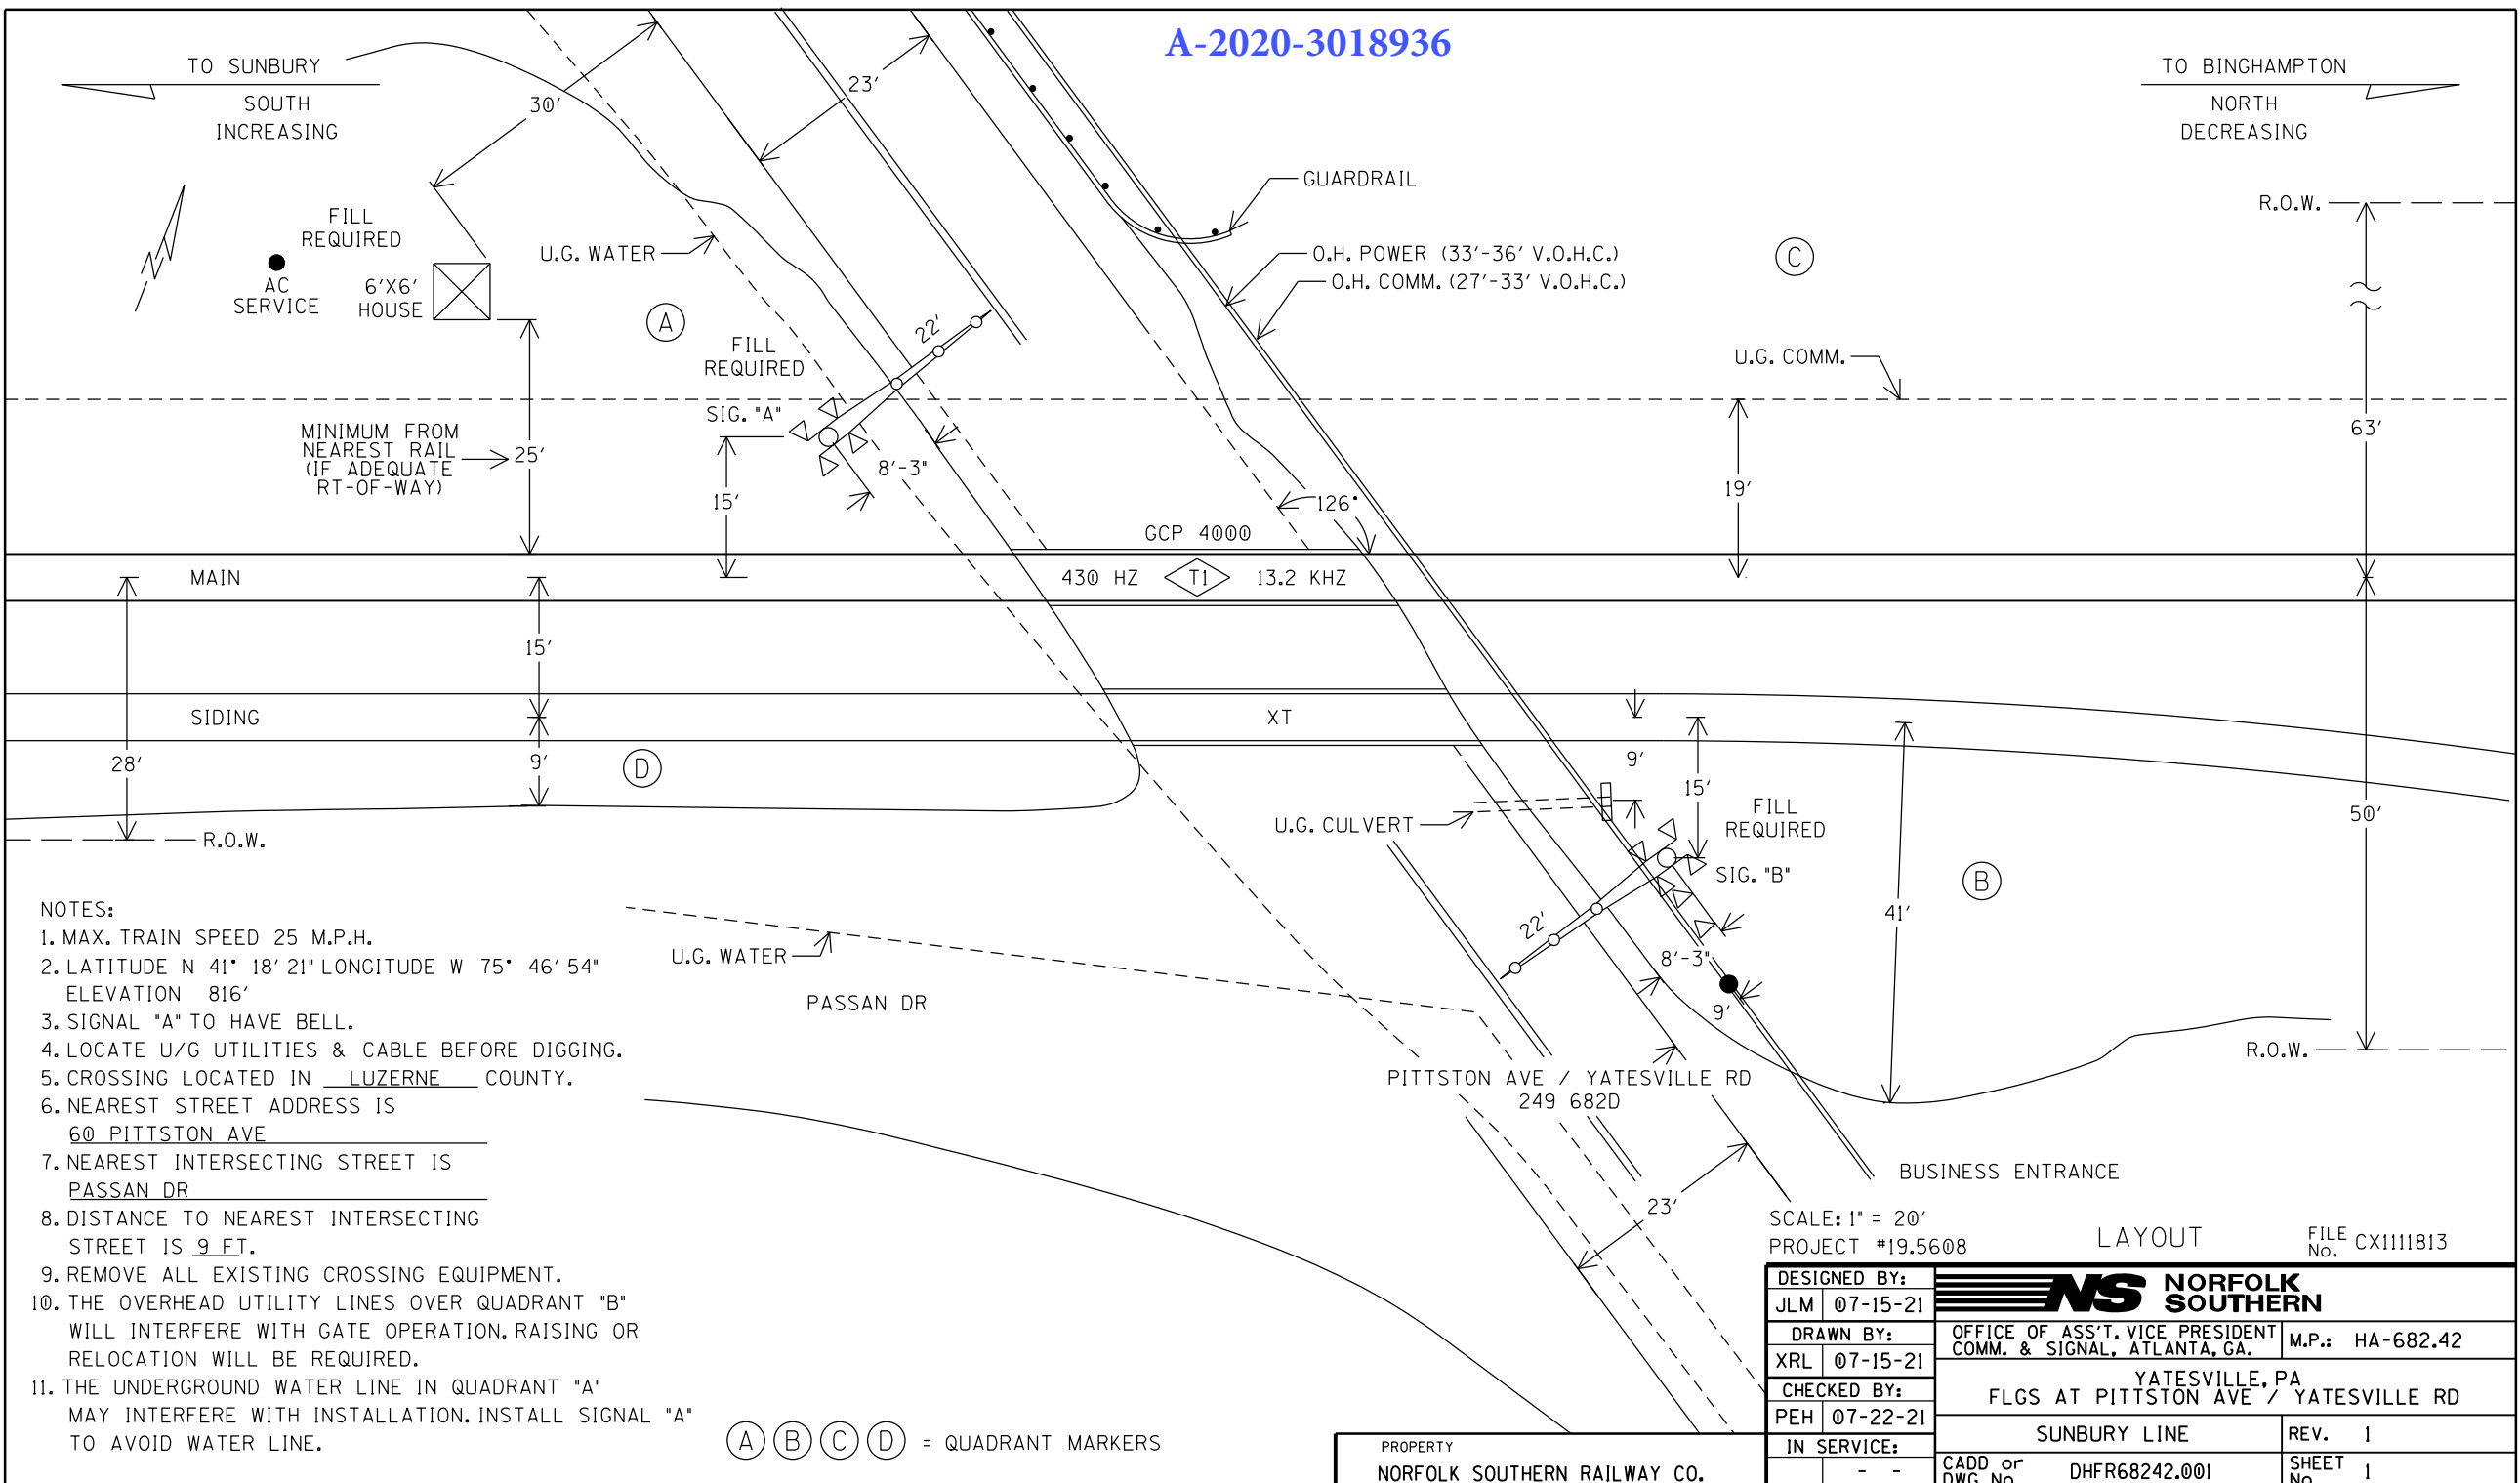 A-2020-3018936
TO SUNBURY
SOUTH
INCREASING
TO BINGHAMPTON
NORTH
DECREASING
30'
23'
GUARDRAIL
R.O.W.
FILL
REQUIRED
AC
SERVICE
6'X6'
HOUSE
U.G. WATER
O.H. POWER (33'-36' V.O.H.C.)
O.H. COMM. (27'-33' V.O.H.C.)
C
A
22'
FILL
REQUIRED
U.G. COMM.
SIG. "A"
MINIMUM FROM
NEAREST RAIL
(IF ADEQUATE
RT-OF-WAY)
25'
8'-3"
15'
63'
19'
126°
GCP 4000
MAIN
430 HZ
T1
13.2 KHZ
15'
SIDING
XT
28'
9'
D
9'
15'
FILL
REQUIRED
U.G. CULVERT
50'
R.O.W.
SIG. "B"
B
41'
22'
8'-3"
9'
NOTES:
1. MAX. TRAIN SPEED 25 M.P.H.
2. LATITUDE N 41° 18' 21" LONGITUDE W 75° 46' 54"
ELEVATION 816'
3. SIGNAL "A" TO HAVE BELL.
4. LOCATE U/G UTILITIES & CABLE BEFORE DIGGING.
5. CROSSING LOCATED IN LUZERNE COUNTY.
6. NEAREST STREET ADDRESS IS
60 PITTSTON AVE
7. NEAREST INTERSECTING STREET IS
PASSAN DR
8. DISTANCE TO NEAREST INTERSECTING
STREET IS 9 FT.
9. REMOVE ALL EXISTING CROSSING EQUIPMENT.
10. THE OVERHEAD UTILITY LINES OVER QUADRANT "B"
WILL INTERFERE WITH GATE OPERATION. RAISING OR
RELOCATION WILL BE REQUIRED.
11. THE UNDERGROUND WATER LINE IN QUADRANT "A"
MAY INTERFERE WITH INSTALLATION. INSTALL SIGNAL "A"
TO AVOID WATER LINE.
U.G. WATER
PASSAN DR
R.O.W.
PITTSTON AVE / YATESVILLE RD
249 682D
BUSINESS ENTRANCE
23'
A B C D = QUADRANT MARKERS
SCALE: 1" = 20'
PROJECT #19.5608
LAYOUT
FILE No. CX1111813
DESIGNED BY:
JLM 07-15-21
DRAWN BY:
XRL 07-15-21
CHECKED BY:
PEH 07-22-21
IN SERVICE:
- -
NS NORFOLK
SOUTHERN
OFFICE OF ASS'T. VICE PRESIDENT
COMM. & SIGNAL, ATLANTA, GA.
M.P.: HA-682.42
YATESVILLE, PA
FLGS AT PITTSTON AVE / YATESVILLE RD
SUNBURY LINE
REV. 1
CADD or
DWG No. DHFR68242.001
SHEET
No. 1
PROPERTY
NORFOLK SOUTHERN RAILWAY CO.